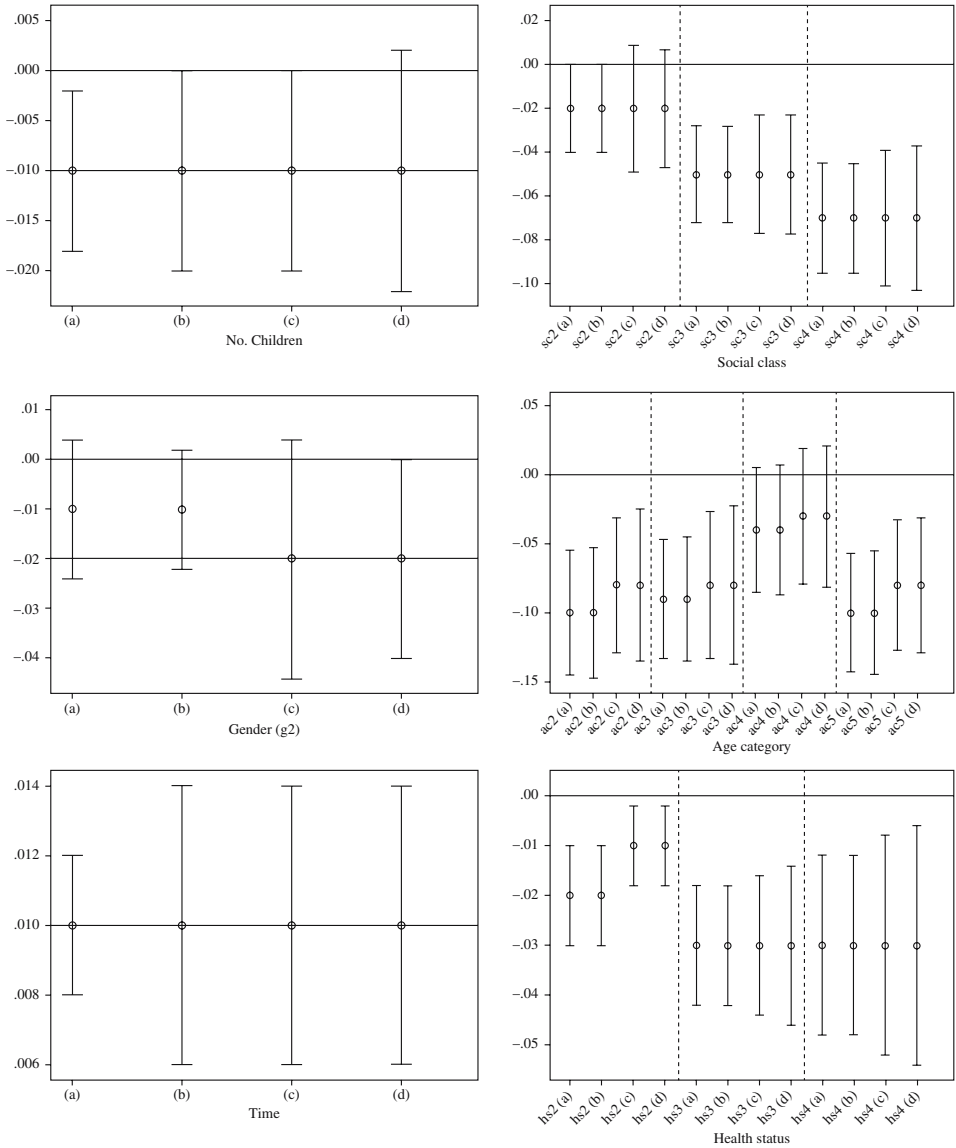 .005
.000
−.005
−.010
−.015
−.020
(a) (b) (c) (d)
No. Children
.02
.00
−.02
−.04
−.06
−.08
−.10
sc2 (a) sc2 (b) sc2 (c) sc2 (d) sc3 (a) sc3 (b) sc3 (c) sc3 (d) sc4 (a) sc4 (b) sc4 (c) sc4 (d)
Social class
.01
.00
−.01
−.02
−.03
−.04
(a) (b) (c) (d)
Gender (g2)
.05
.00
−.05
−.10
−.15
ac2 (a) ac2 (b) ac2 (c) ac2 (d) ac3 (a) ac3 (b) ac3 (c) ac3 (d) ac4 (a) ac4 (b) ac4 (c) ac4 (d) ac5 (a) ac5 (b) ac5 (c) ac5 (d)
Age category
.014
.012
.010
.008
.006
(a) (b) (c) (d)
Time
.00
−.01
−.02
−.03
−.04
−.05
hs2 (a) hs2 (b) hs2 (c) hs2 (d) hs3 (a) hs3 (b) hs3 (c) hs3 (d) hs4 (a) hs4 (b) hs4 (c) hs4 (d)
Health status